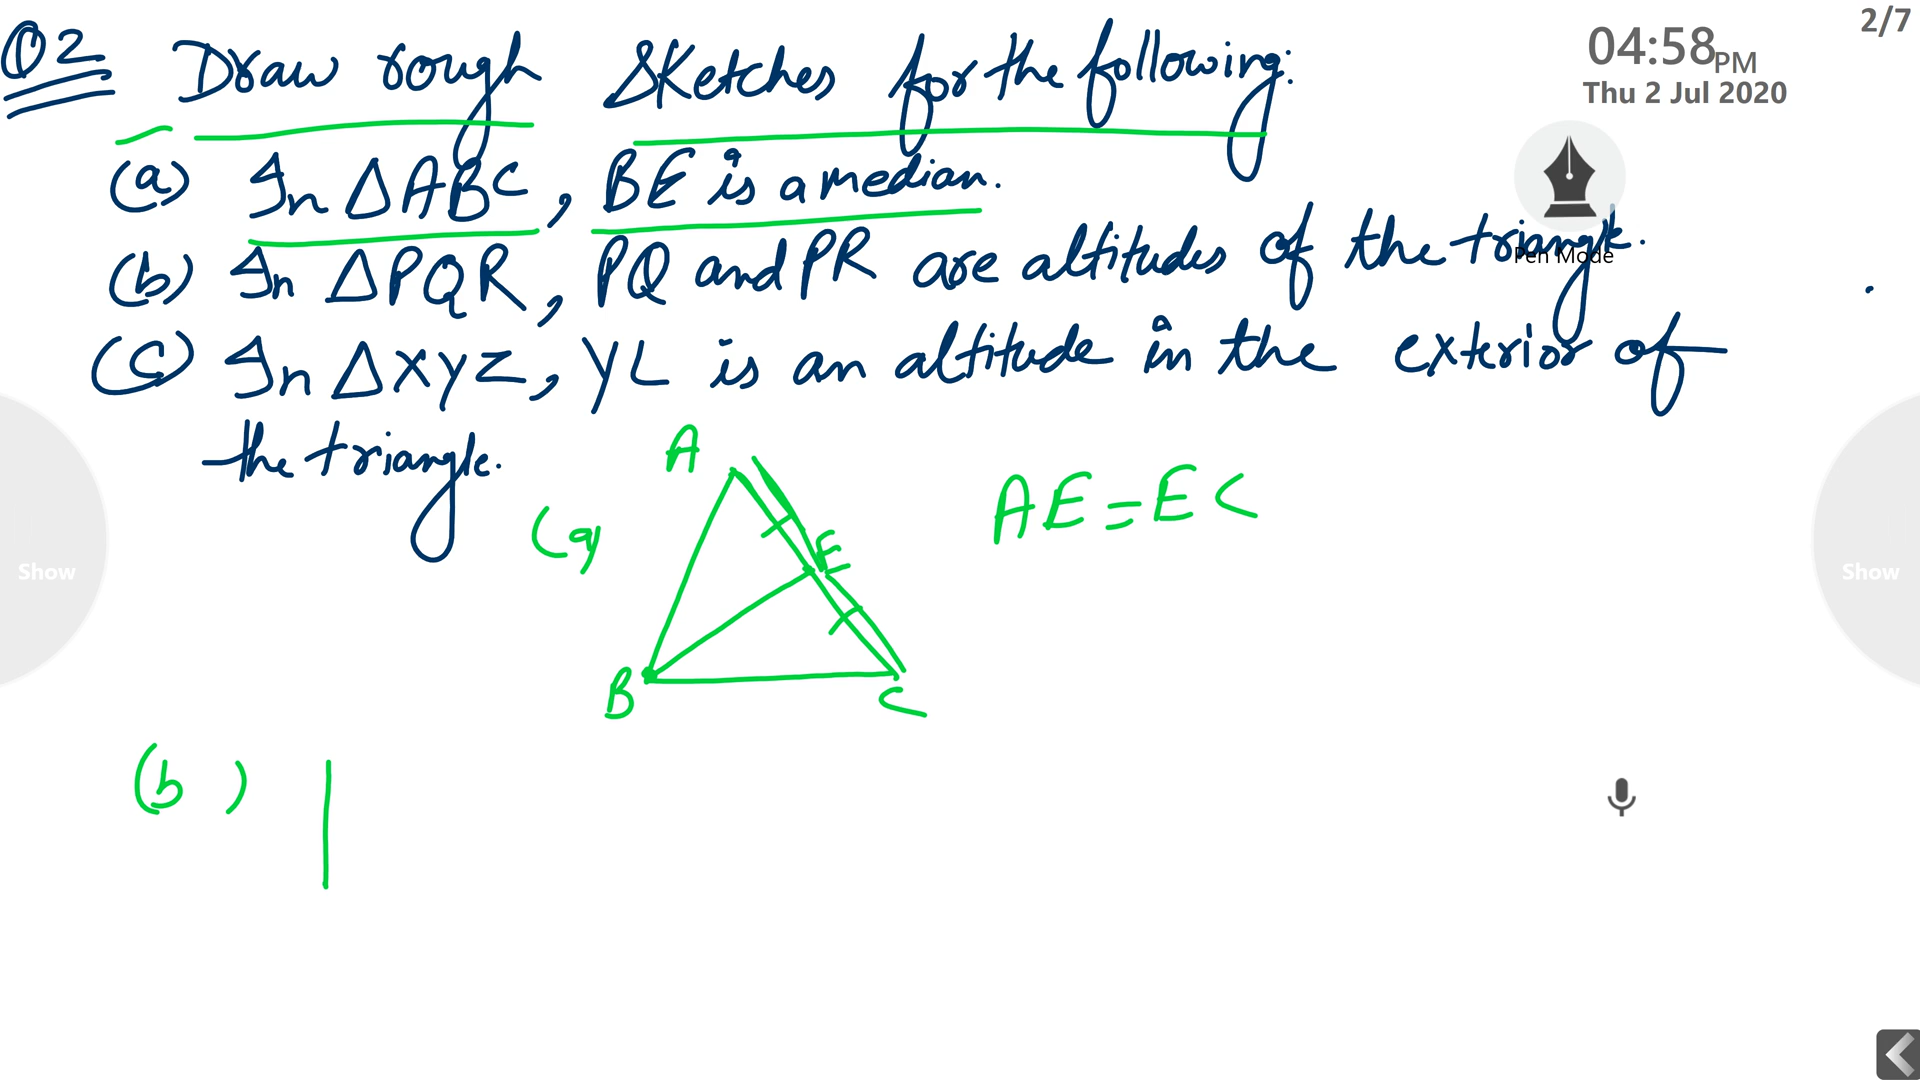 Q2 Draw rough Sketches for the following:
(a) In ΔABC, BE is a median.
(b) In ΔPQR, PQ and PR are altitudes of the triangle.
(C) In ΔXYZ, YL is an altitude in the exterior of
the triangle.
2/7
04:58PM
Thu 2 Jul 2020
Pen Mode
Show
Show
(a)
A
E
B
C
AE=EC
(b)